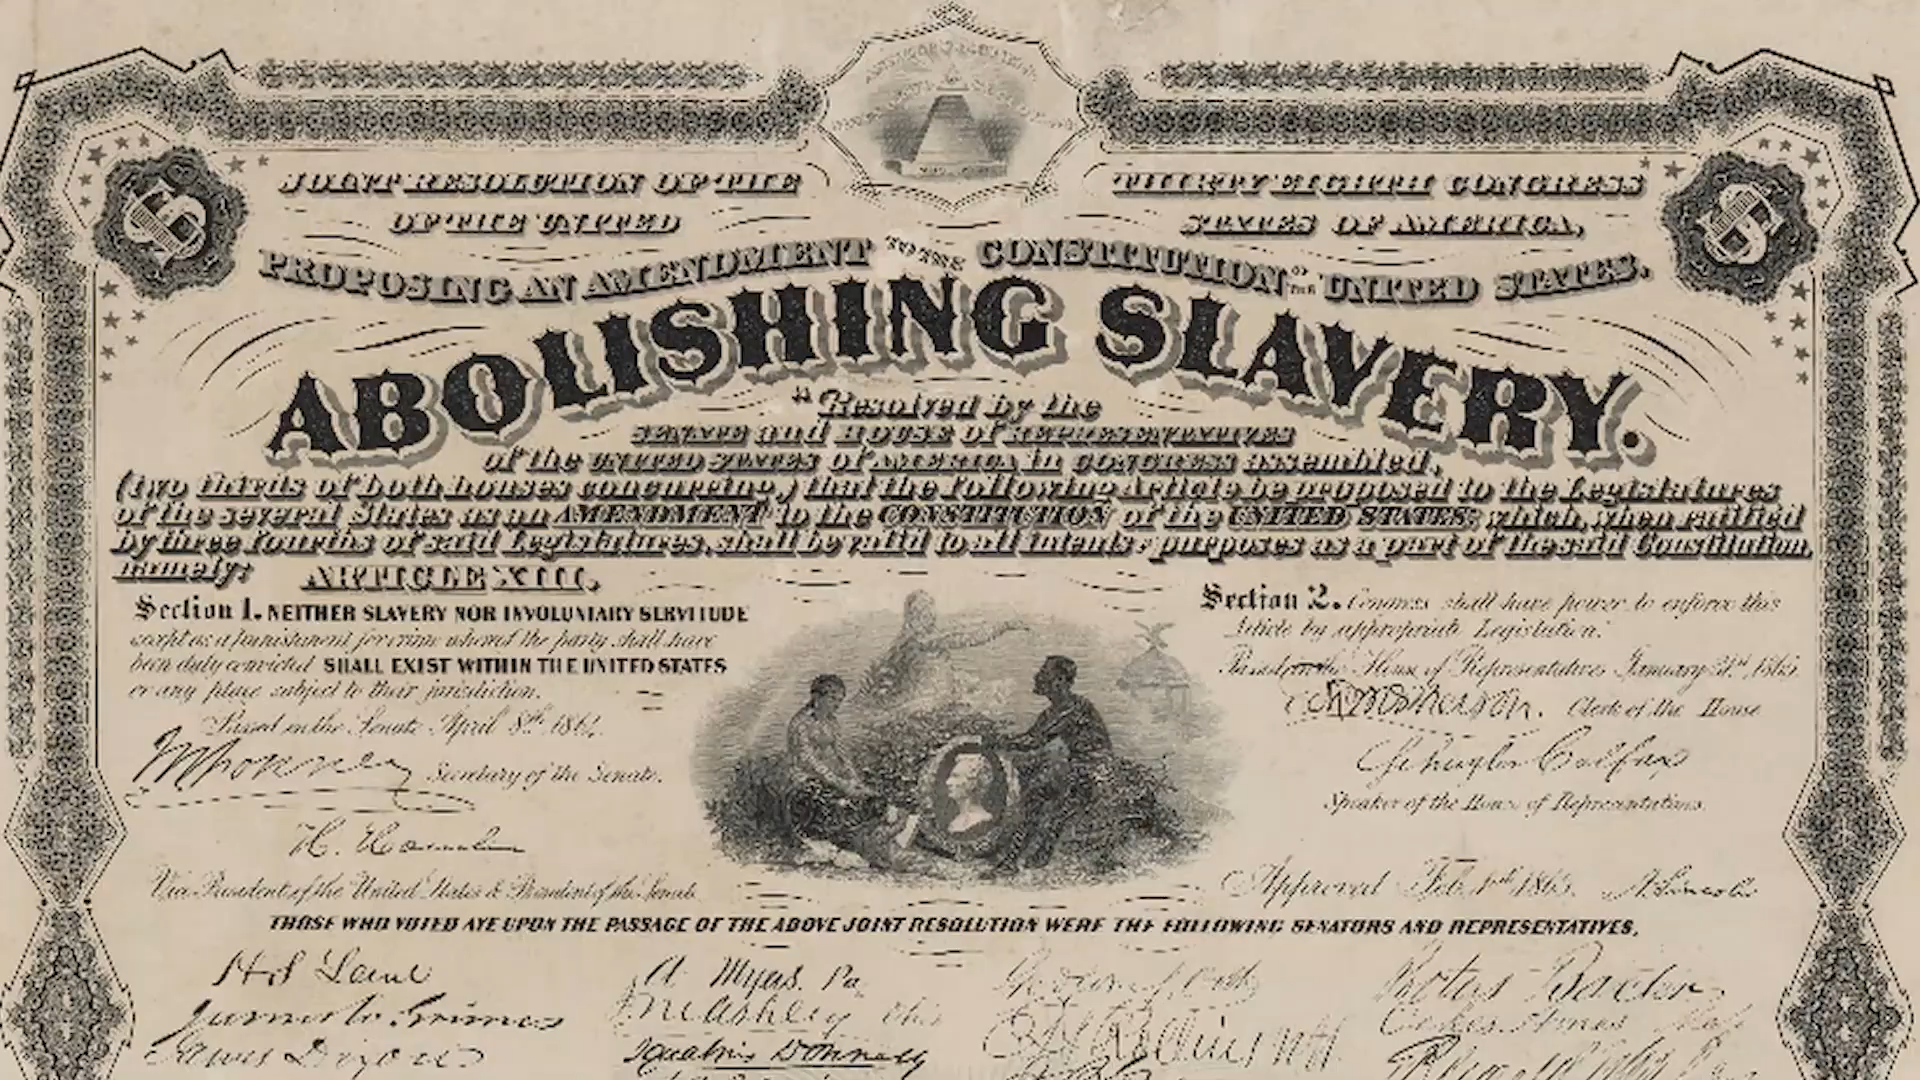 JOINT RESOLUTION OF THE THIRTY EIGHTH CONGRESS
OF THE UNITED STATES OF AMERICA,
PROPOSING AN AMENDMENT TO THE CONSTITUTION OF THE UNITED STATES,
ABOLISHING SLAVERY.
"Resolved by the
SENATE and HOUSE of REPRESENTATIVES
of the UNITED STATES of AMERICA in CONGRESS assembled,
(two thirds of both houses concurring,) that the following Article be proposed to the Legislatures
of the several States as an AMENDMENT to the CONSTITUTION of the UNITED STATES; which, when ratified
by three fourths of said Legislatures, shall be valid to all intents & purposes as a part of the said Constitution,
namely: ARTICLE XIII.
Section 1. NEITHER SLAVERY NOR INVOLUNTARY SERVITUDE
except as a punishment for crime whereof the party shall have
been duly convicted SHALL EXIST WITHIN THE UNITED STATES
or any place subject to their jurisdiction.
Passed in the Senate April 8th 1864.
Secretary of the Senate.
H. Hamlin
Vice President of the United States & President of the Senate
Section 2. Congress shall have power to enforce this
Article by appropriate Legislation.
Passed in the House of Representatives January 31st, 1865
Clerk of the House
Schuyler Colfax
Speaker of the House of Representatives.
Approved Feb. 1st 1865. A. Lincoln
THOSE WHO VOTED AYE UPON THE PASSAGE OF THE ABOVE JOINT RESOLUTION WERE THE FOLLOWING SENATORS AND REPRESENTATIVES.
A Myers. Pa
Portus Baxter
Ashley
Grimes
Donnelly